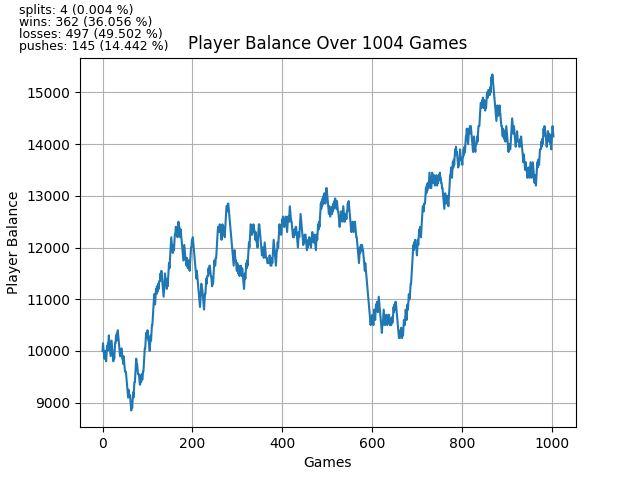 splits: 4 (0.004 %)
wins: 362 (36.056 %)
losses: 497 (49.502 %)
pushes: 145 (14.442 %)
Player Balance Over 1004 Games
15000
14000
13000
12000
11000
10000
9000
Player Balance
0 200 400 600 800 1000
Games